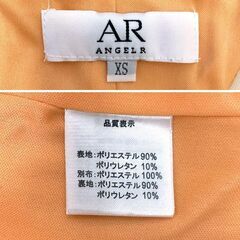 AR
ANGEL R
XS
品質表示
表地:ポリエステル90%
ポリウレタン 10%
別布:ポリエステル100%
裏地:ポリエステル90%
ポリウレタン 10%